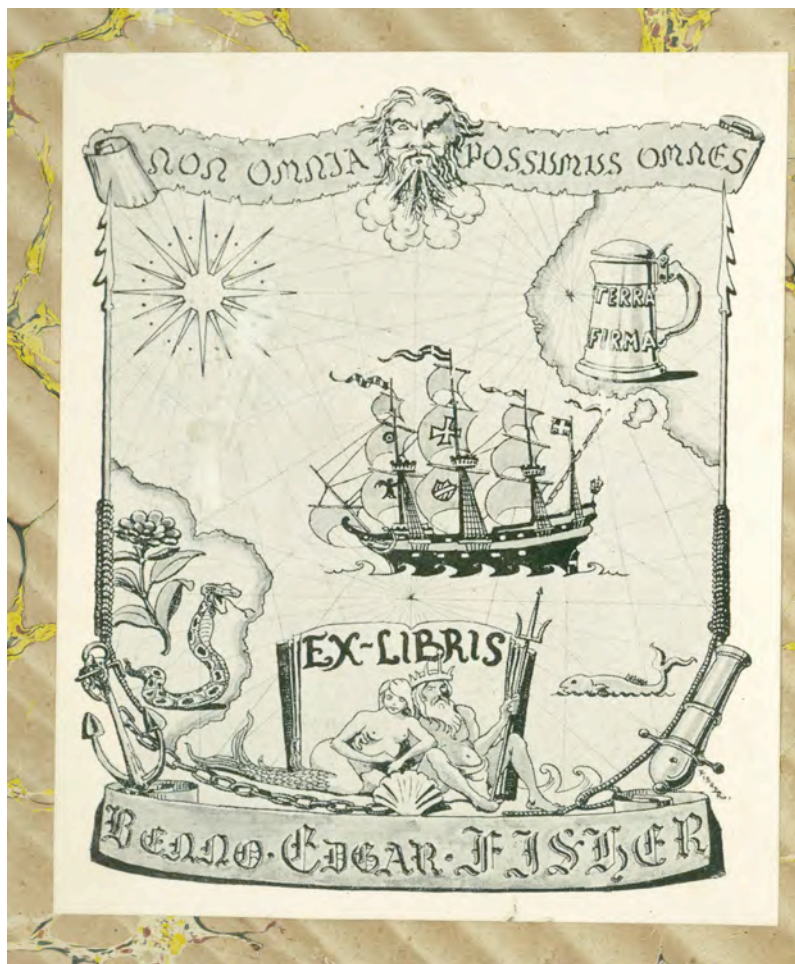 NON OMNIA POSSUMUS OMNES
TERRA
FIRMA
EX-LIBRIS
BENNO·EDGAR·FISHER